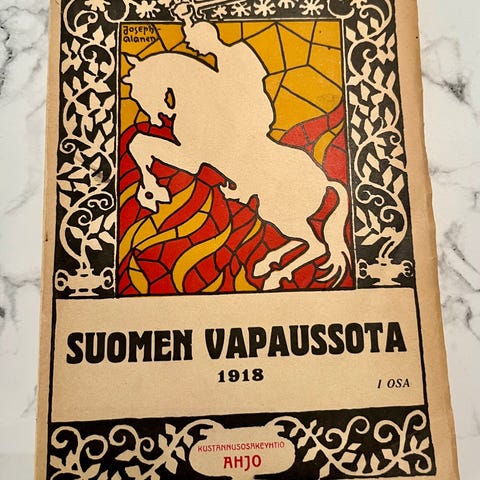 Joseph-
alanen
SUOMEN VAPAUSSOTA
1918
I OSA
KUSTANNUSOSAKEYHTIÖ
AHJO